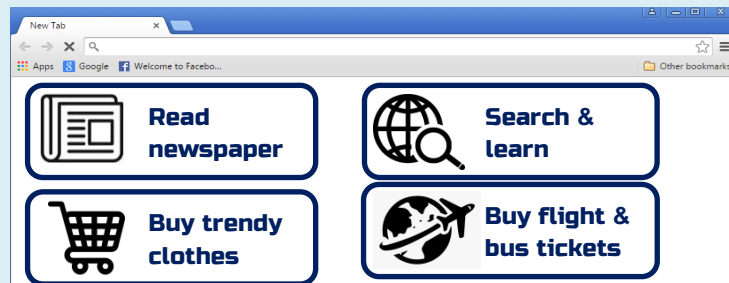 New Tab
Apps Google Welcome to Facebo...
Other bookmarks
Read
newspaper
Search &
learn
Buy trendy
clothes
Buy flight &
bus tickets